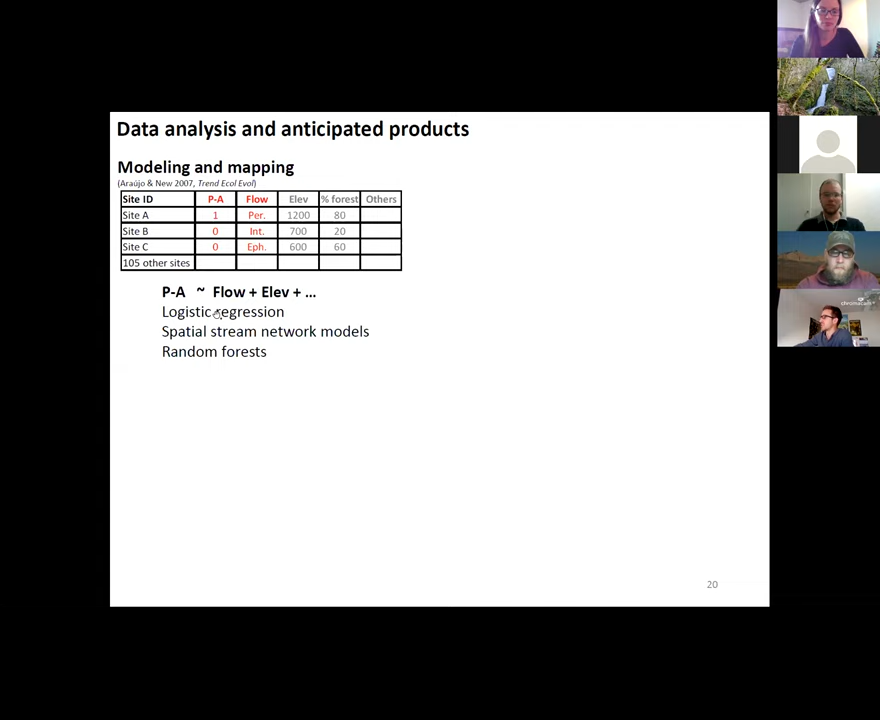 Data analysis and anticipated products
Modeling and mapping
(Araújo & New 2007, Trend Ecol Evol)
Site ID P-A Flow Elev % forest Others
Site A 1 Per. 1200 80
Site B 0 Int. 700 20
Site C 0 Eph. 600 60
105 other sites
P-A ~ Flow + Elev + ...
Logistic regression
Spatial stream network models
Random forests
20
chromacam